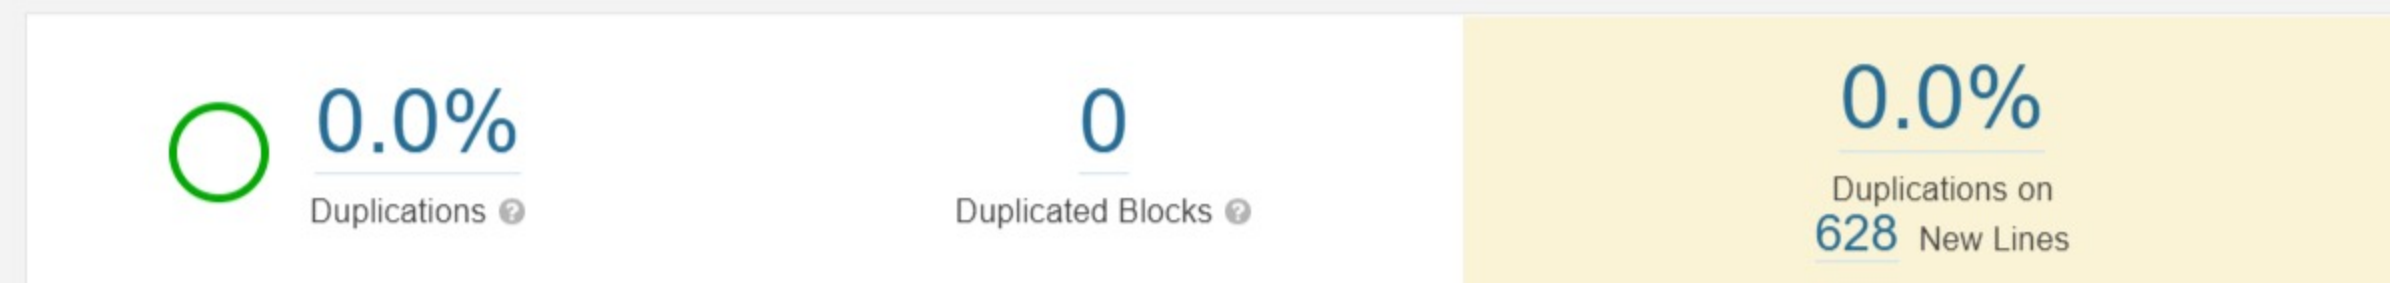 0.0%
Duplications
0
Duplicated Blocks
0.0%
Duplications on
628 New Lines